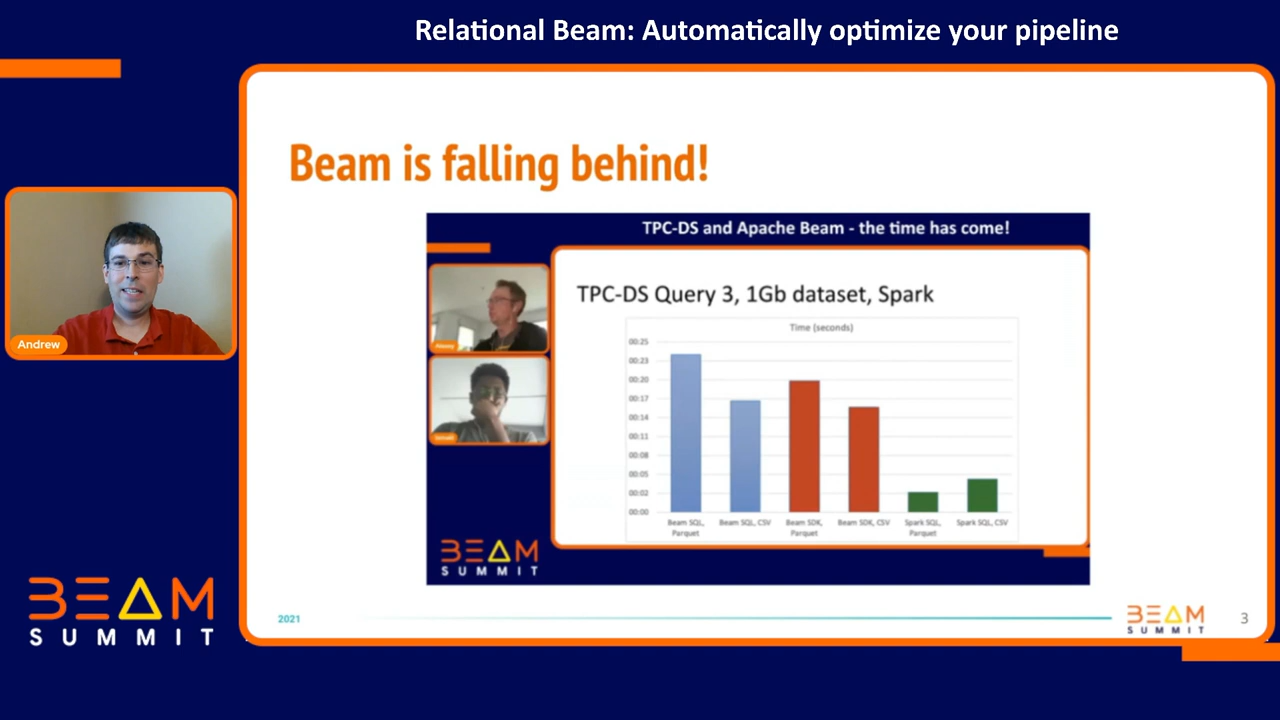 Relational Beam: Automatically optimize your pipeline
Beam is falling behind!
TPC-DS and Apache Beam - the time has come!
TPC-DS Query 3, 1Gb dataset, Spark
Time (seconds)
00:25
00:23
00:20
00:17
00:14
00:11
00:08
00:05
00:02
00:00
Beam SQL, Parquet
Beam SQL, CSV
Beam SDK, Parquet
Beam SDK, CSV
Spark SQL, Parquet
Spark SQL, CSV
BEAM
SUMMIT
Andrew
BEAM
SUMMIT
2021
BEAM
SUMMIT
3